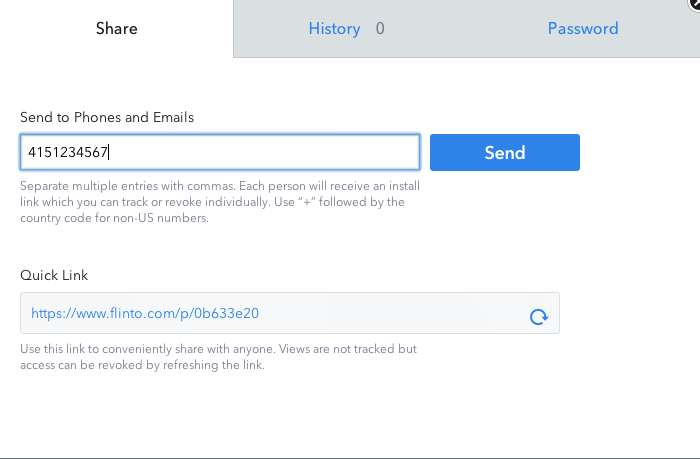 Share
History 0
Password
Send to Phones and Emails
4151234567
Send
Separate multiple entries with commas. Each person will receive an install
link which you can track or revoke individually. Use “+” followed by the
country code for non-US numbers.
Quick Link
https://www.flinto.com/p/0b633e20
Use this link to conveniently share with anyone. Views are not tracked but
access can be revoked by refreshing the link.